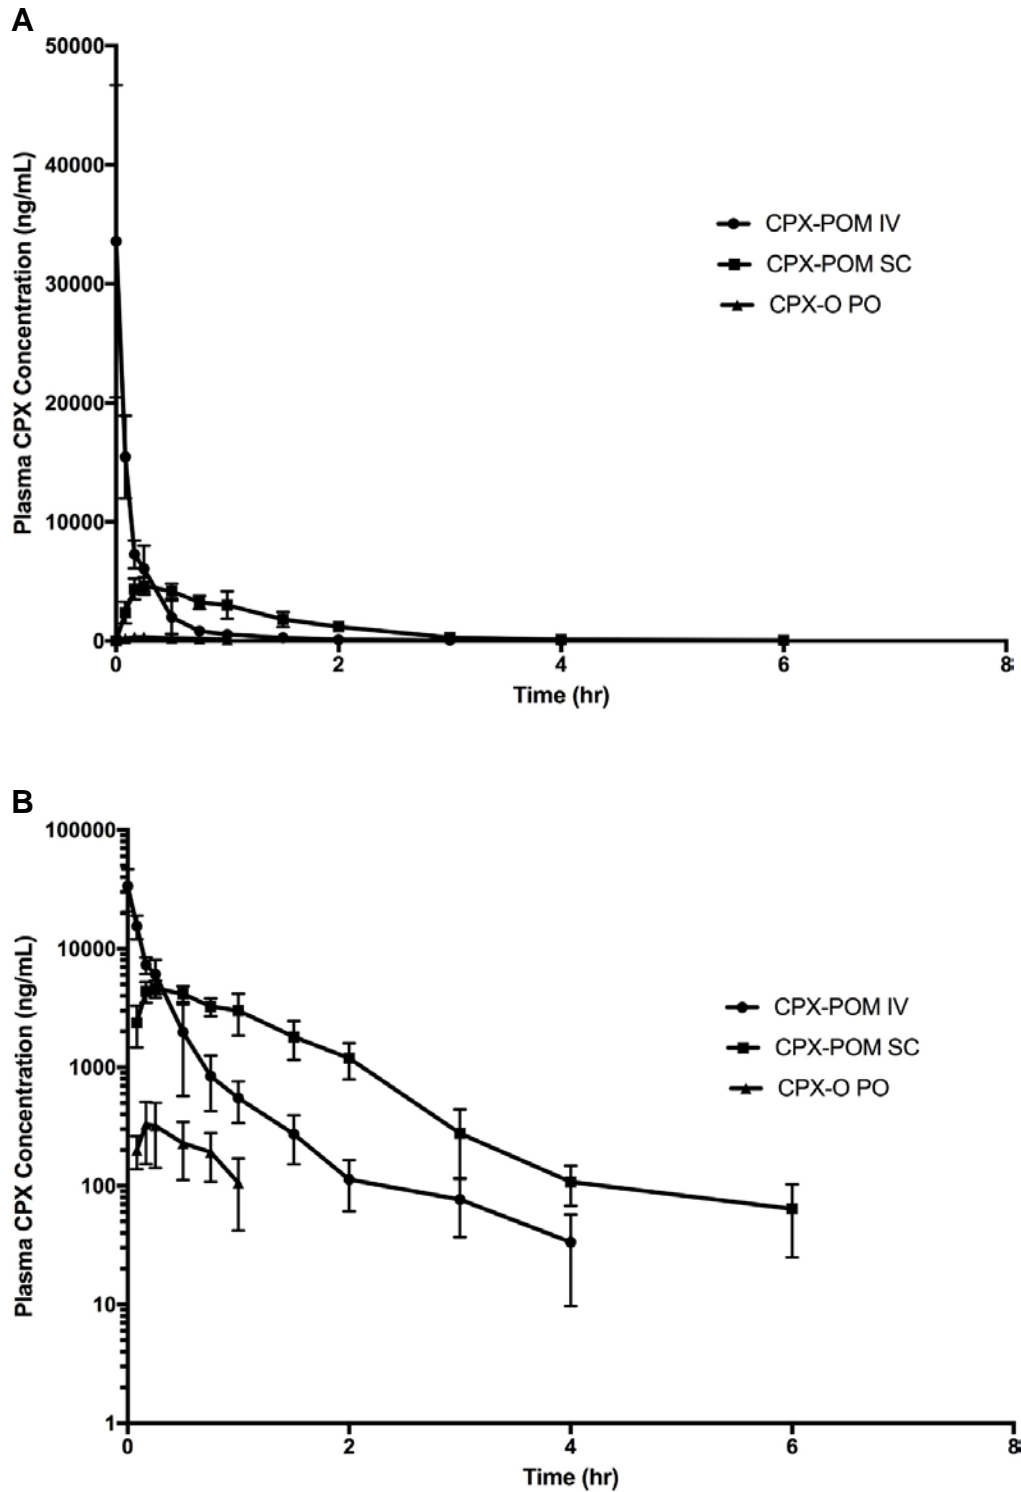 A
50000
40000
30000
20000
10000
0
Plasma CPX Concentration (ng/mL)
CPX-POM IV
CPX-POM SC
CPX-O PO
0 2 4 6 8
Time (hr)
B
100000
10000
1000
100
10
1
Plasma CPX Concentration (ng/mL)
CPX-POM IV
CPX-POM SC
CPX-O PO
0 2 4 6 8
Time (hr)